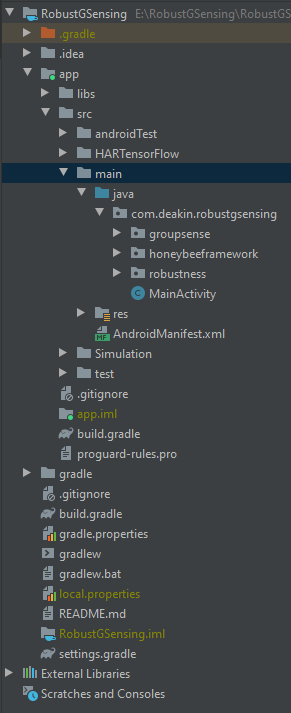 RobustGSensing E:\RobustGSensing\RobustGS
.gradle
.idea
app
libs
src
androidTest
HARTensorFlow
main
java
com.deakin.robustgsensing
groupsense
honeybeeframework
robustness
C MainActivity
res
MF AndroidManifest.xml
Simulation
test
.gitignore
app.iml
build.gradle
proguard-rules.pro
gradle
.gitignore
build.gradle
gradle.properties
gradlew
gradlew.bat
local.properties
README.md
RobustGSensing.iml
settings.gradle
External Libraries
Scratches and Consoles